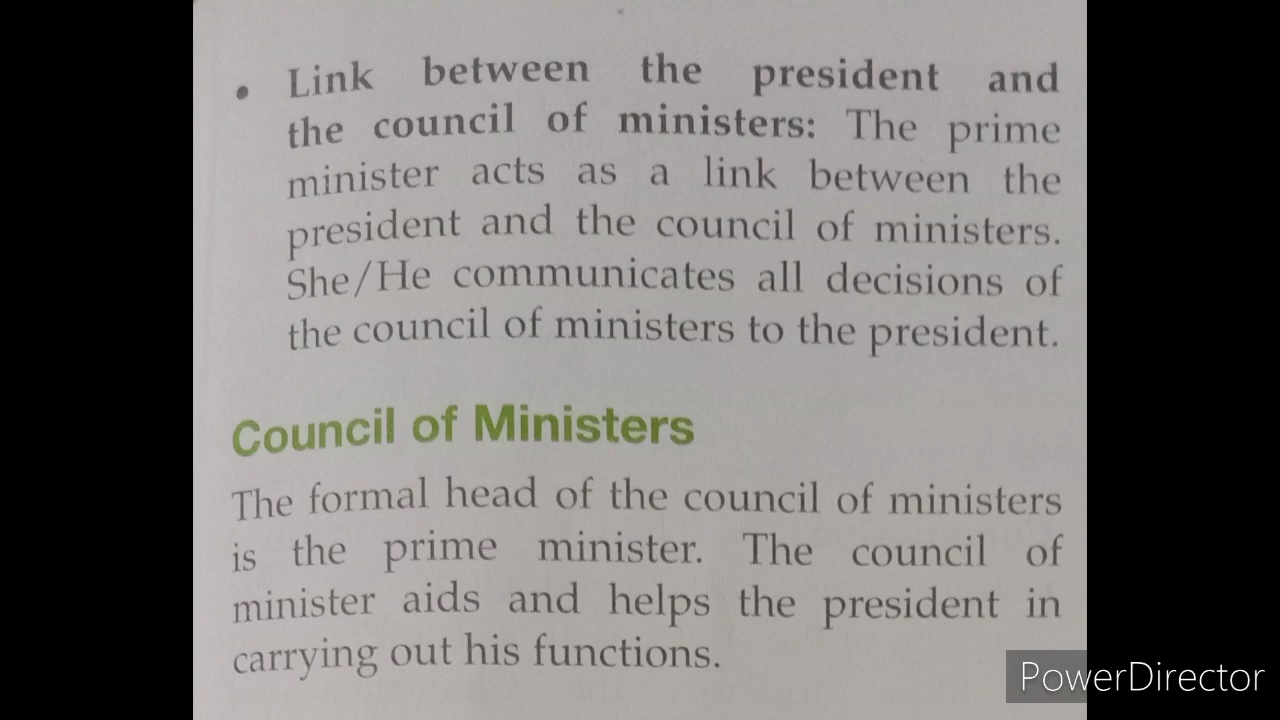 • Link between the president and
the council of ministers: The prime
minister acts as a link between the
president and the council of ministers.
She/He communicates all decisions of
the council of ministers to the president.
Council of Ministers
The formal head of the council of ministers
is the prime minister. The council of
minister aids and helps the president in
carrying out his functions.
PowerDirector